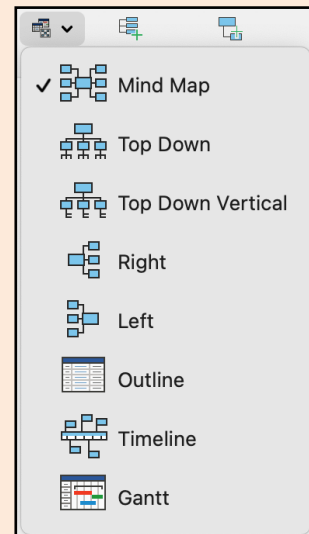 Mind Map
Top Down
Top Down Vertical
Right
Left
Outline
Timeline
Gantt